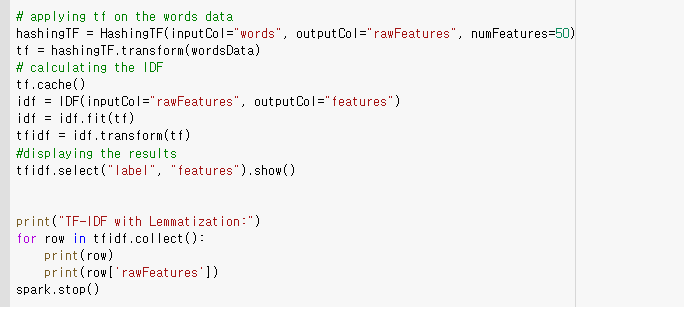 # applying tf on the words data
hashingTF = HashingTF(inputCol="words", outputCol="rawFeatures", numFeatures=50)
tf = hashingTF.transform(wordsData)
# calculating the IDF
tf.cache()
idf = IDF(inputCol="rawFeatures", outputCol="features")
idf = idf.fit(tf)
tfidf = idf.transform(tf)
#displaying the results
tfidf.select("label", "features").show()
print("TF-IDF with Lemmatization:")
for row in tfidf.collect():
    print(row)
    print(row['rawFeatures'])
spark.stop()